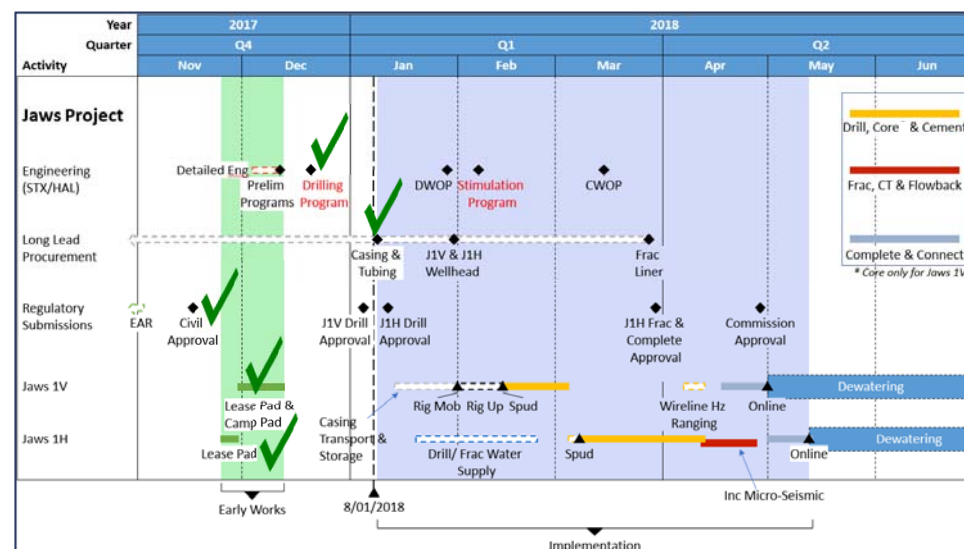 Year 2017 2018
Quarter Q4 Q1 Q2
Activity Nov Dec Jan Feb Mar Apr May Jun
Jaws Project
Drill, Core* & Cement
Engineering
(STX/HAL)
Detailed Eng
Prelim
Programs
Drilling
Program
DWOP
Stimulation
Program
CWOP
Frac, CT & Flowback
Long Lead
Procurement
Casing &
Tubing
J1V & J1H
Wellhead
Frac
Liner
Complete & Connect
* Core only for Jaws 1V
Regulatory
Submissions
EAR
Civil
Approval
J1V Drill
Approval
J1H Drill
Approval
J1H Frac &
Complete
Approval
Commission
Approval
Jaws 1V
Lease Pad &
Camp Pad
Rig Mob
Rig Up
Spud
Wireline Hz
Ranging
Online
Dewatering
Casing
Transport &
Storage
Jaws 1H
Lease Pad
Drill/ Frac Water
Supply
Spud
Online
Dewatering
Inc Micro-Seismic
Early Works
8/01/2018
Implementation